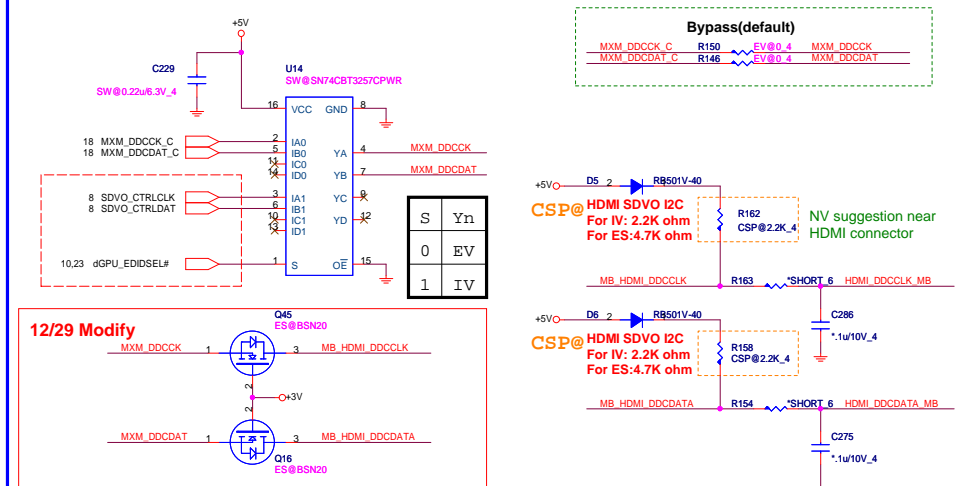 +5V
C229
SW@0.22u/6.3V_4
U14
SW@SN74CBT3257CPWR
16 VCC GND 8
18 MXM_DDCCK_C 2 IA0 YA 4 MXM_DDCCK
18 MXM_DDCDAT_C 5 IB0
11 IC0
14 ID0 YB 7 MXM_DDCDAT
8 SDVO_CTRLCLK 3 IA1 YC 9
8 SDVO_CTRLDAT 6 IB1
10 IC1 YD 12
13 ID1
10,23 dGPU_EDIDSEL# 1 S OE 15
S Yn
0 EV
1 IV
Bypass(default)
MXM_DDCCK_C R150 EV@0_4 MXM_DDCCK
MXM_DDCDAT_C R146 EV@0_4 MXM_DDCDAT
12/29 Modify
Q45
ES@BSN20
MXM_DDCCK 1 3 MB_HDMI_DDCCLK
2
+3V
2
MXM_DDCDAT 1 3 MB_HDMI_DDCDATA
Q16
ES@BSN20
+5V D5 2 RB501V-40
CSP@ HDMI SDVO I2C
For IV: 2.2K ohm
For ES:4.7K ohm
R162
CSP@2.2K_4
NV suggestion near
HDMI connector
MB_HDMI_DDCCLK R163 *SHORT_6 HDMI_DDCCLK_MB
C286
*.1u/10V_4
+5V D6 2 RB501V-40
CSP@ HDMI SDVO I2C
For IV: 2.2K ohm
For ES:4.7K ohm
R158
CSP@2.2K_4
MB_HDMI_DDCDATA R154 *SHORT_6 HDMI_DDCDATA_MB
C275
*.1u/10V_4